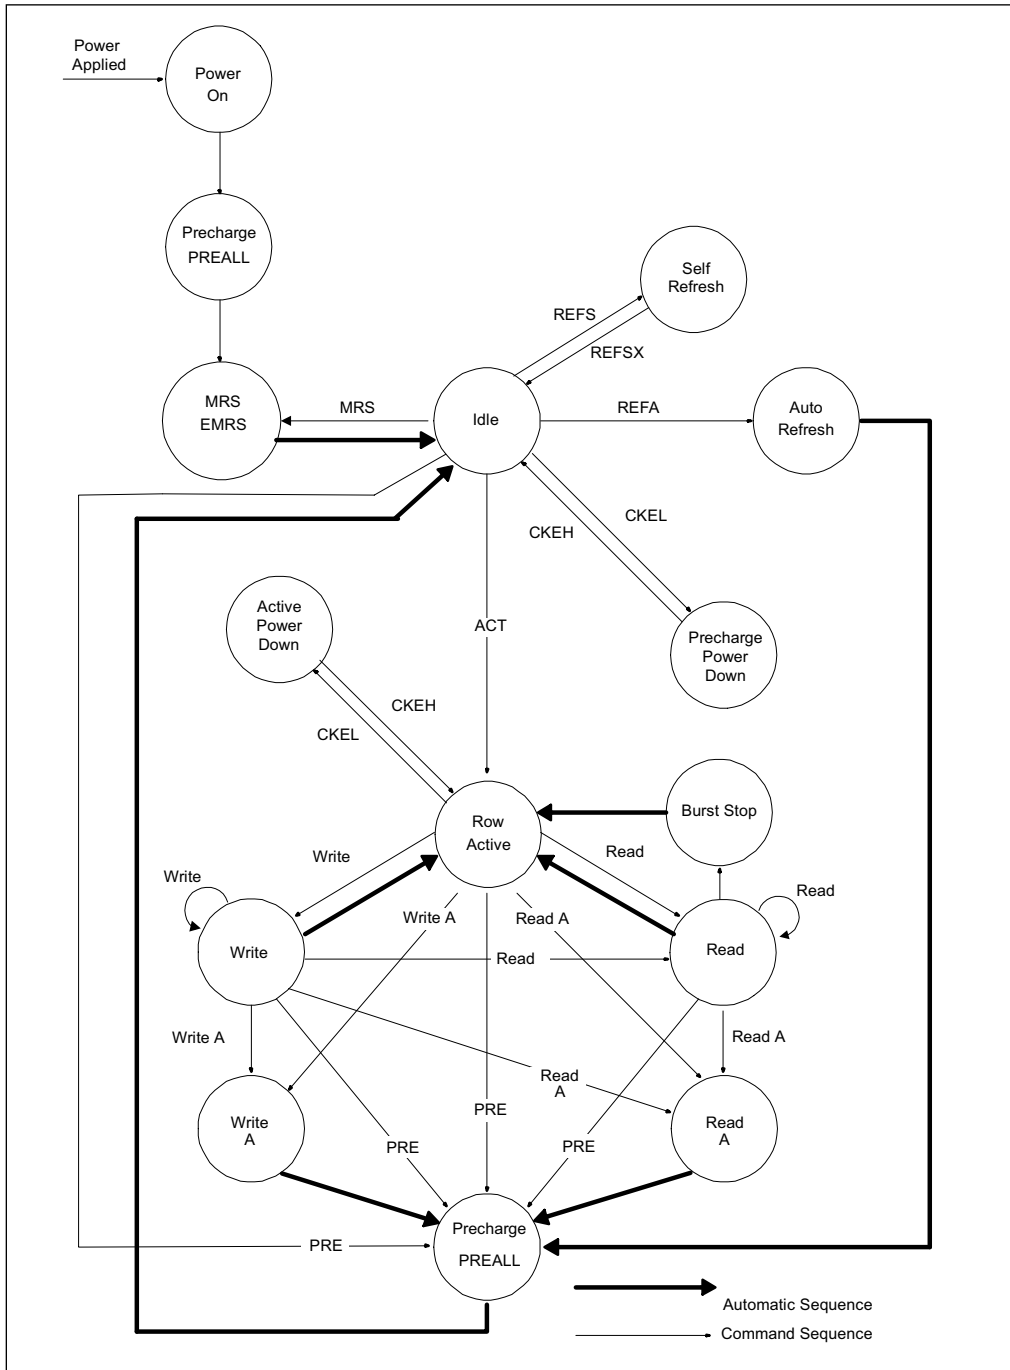 Power
Applied
Power
On
Precharge
PREALL
Self
Refresh
REFS
REFSX
MRS
EMRS
MRS
Idle
REFA
Auto
Refresh
CKEL
CKEH
Active
Power
Down
ACT
Precharge
Power
Down
CKEH
CKEL
Burst Stop
Row
Active
Write
Read
Write
Read
Write A
Read A
Write
Read
Read
Write A
Read A
Read
A
Write
A
PRE
Read
A
PRE
PRE
Precharge
PREALL
PRE
Automatic Sequence
Command Sequence